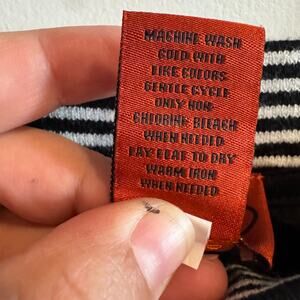 MACHINE WASH
COLD WITH
LIKE COLORS
GENTLE CYCLE
ONLY NON-
CHLORINE BLEACH
WHEN NEEDED
LAY FLAT TO DRY
WARM IRON
WHEN NEEDED